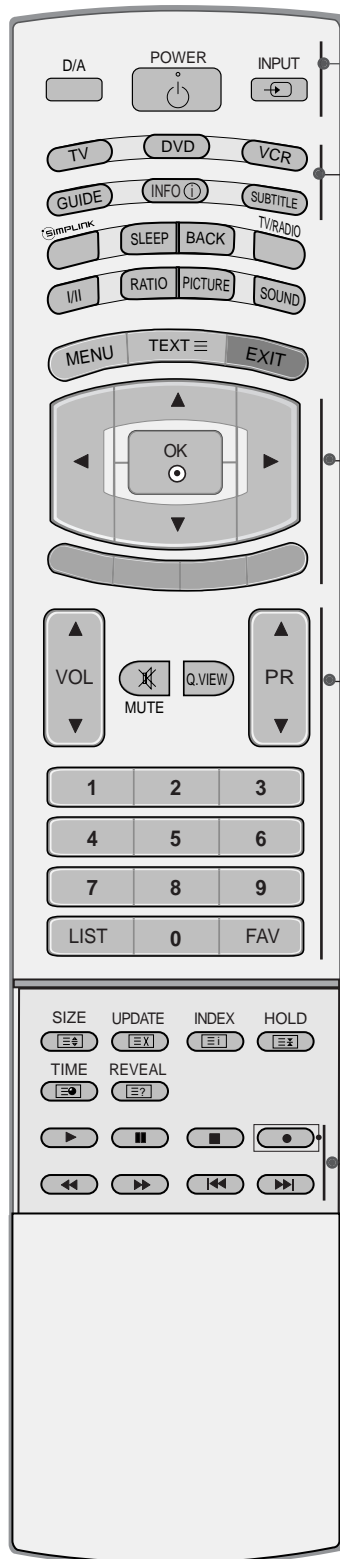 D/A POWER INPUT
TV DVD VCR
GUIDE INFO i SUBTITLE
SIMPLINK SLEEP BACK TV/RADIO
I/II RATIO PICTURE SOUND
MENU TEXT EXIT
OK
VOL PR
MUTE Q.VIEW
1 2 3
4 5 6
7 8 9
LIST 0 FAV
SIZE UPDATE INDEX HOLD
X i
TIME REVEAL
?